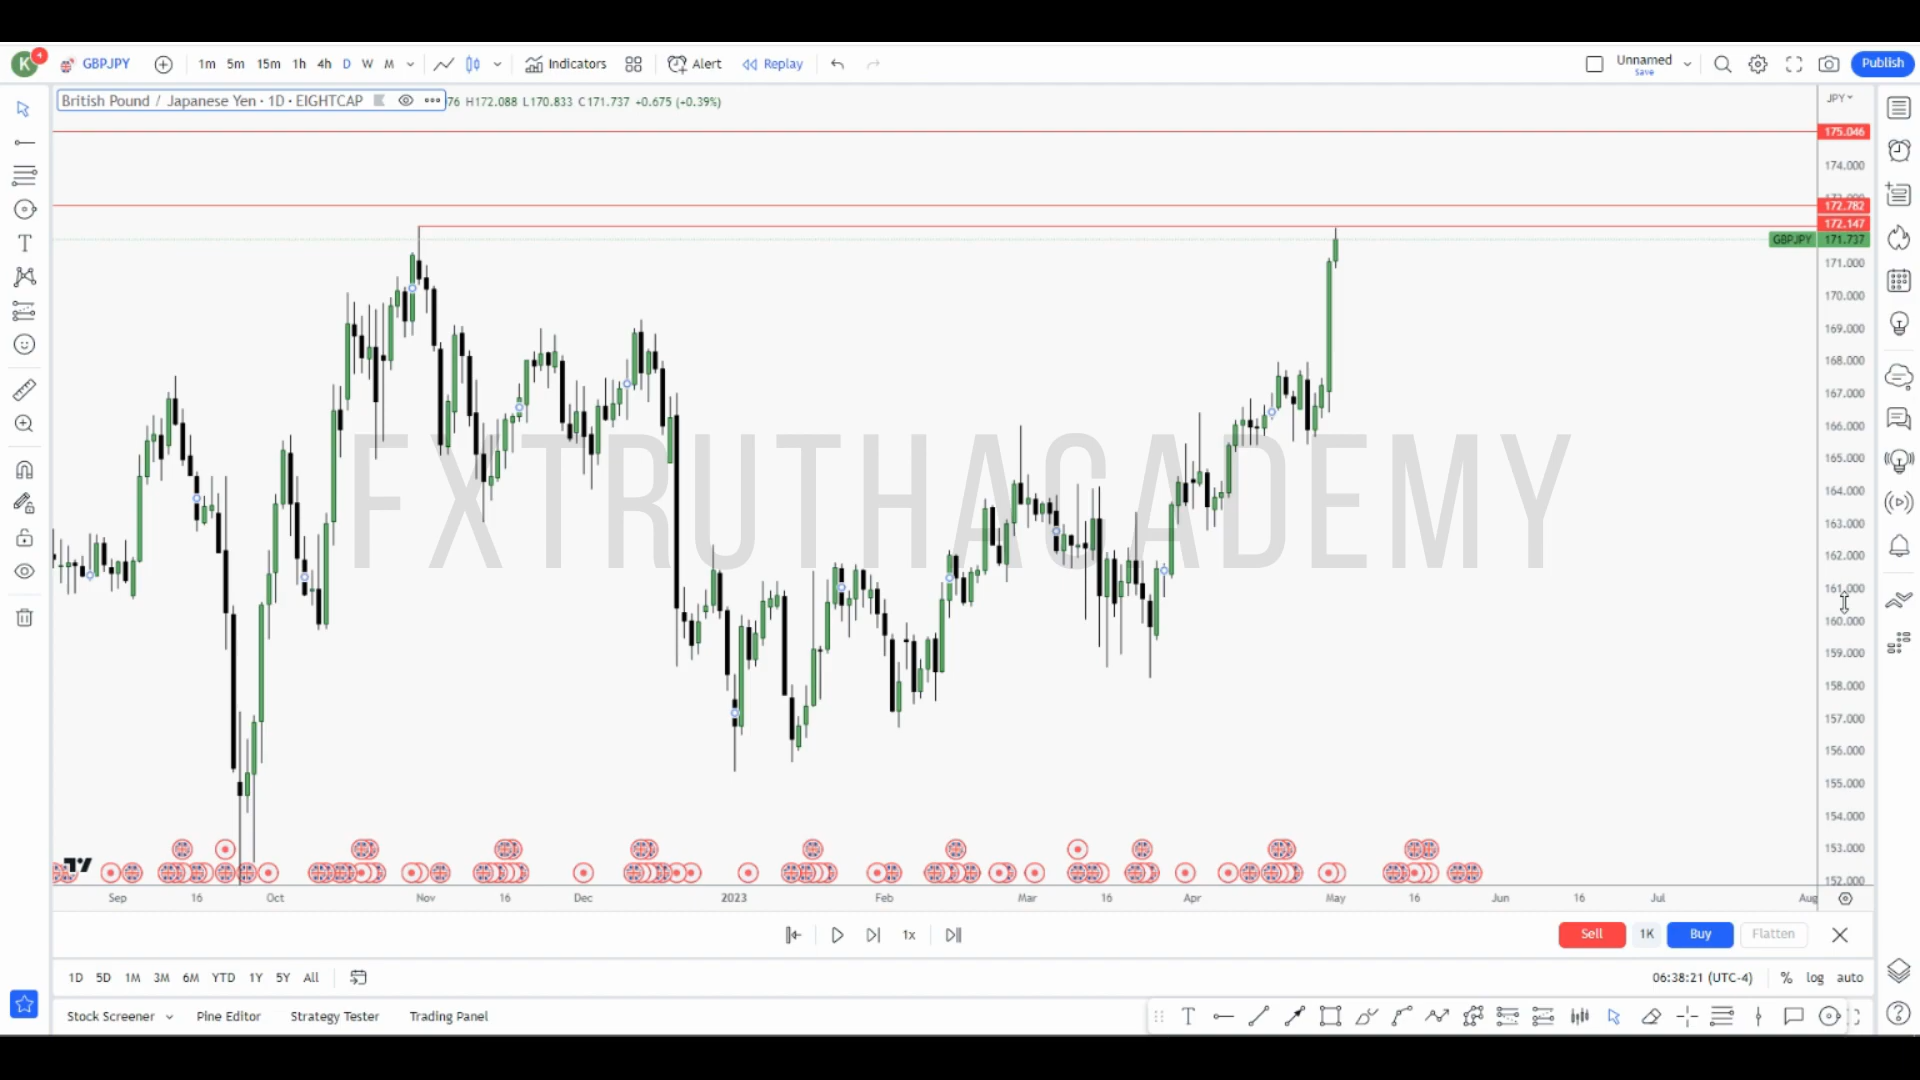 K 4 GBPJPY 1m 5m 15m 1h 4h D W M Indicators Alert Replay Unnamed Save Publish
British Pound / Japanese Yen · 1D · EIGHTCAP 76 H172.088 L170.833 C171.737 +0.675 (+0.39%)
JPY
175.046
174.000
172.782
172.147
GBPJPY 171.737
171.000
170.000
169.000
168.000
167.000
166.000
165.000
164.000
163.000
162.000
161.000
160.000
159.000
158.000
157.000
156.000
155.000
154.000
153.000
152.000
FXTRUTHACADEMY
Sep 16 Oct Nov 16 Dec 2023 Feb Mar 16 Apr May 16 Jun 16 Jul Aug
1x Sell 1K Buy Flatten
1D 5D 1M 3M 6M YTD 1Y 5Y All 06:38:21 (UTC-4) % log auto
Stock Screener Pine Editor Strategy Tester Trading Panel